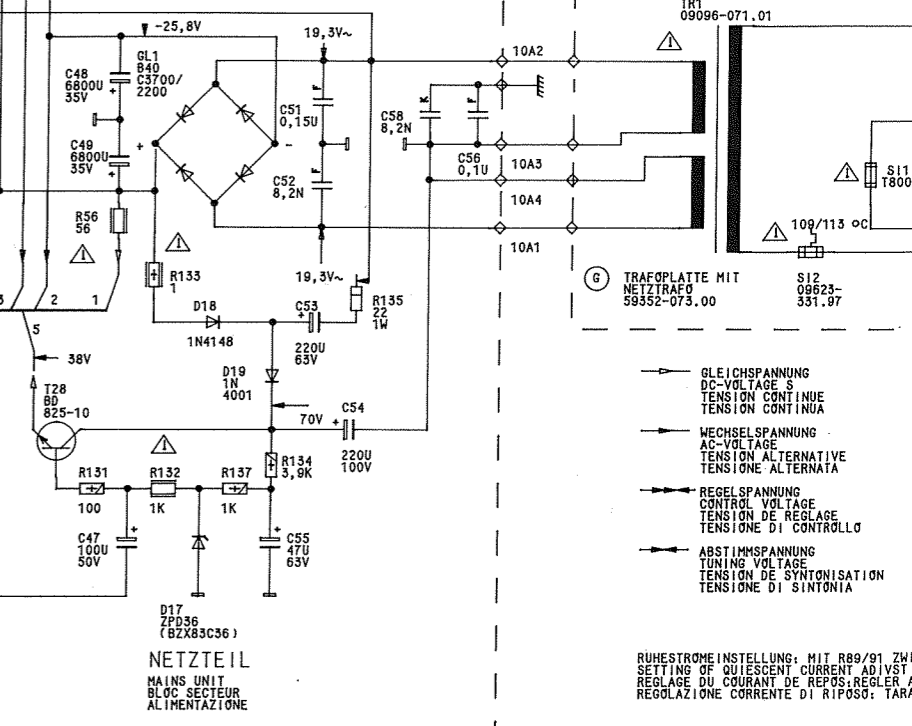 TR1
09096-071.01
-25,8V
19,3V~
10A2
GL1
B40
C3700/
2200
C48
6800U
35V
+
C51
0,15U
C58
8,2N
K
F
F
C49
6800U
35V
+
+
-
C56
0,1U
10A3
C52
8,2N
F
SI1
T800
10A4
R56
56
109/113 °C
10A1
R133
1
19,3V~
G
TRAFOPLATTE MIT
NETZTRAFO
59352-073.00
SI2
09623-
331.97
3
2
1
D18
1N4148
C53
+
220U
63V
R135
22
1W
5
38V
D19
1N
4001
GLEICHSPANNUNG
DC-VOLTAGE S
TENSION CONTINUE
TENSION CONTINUA
T28
BD
825-10
70V
C54
+
220U
100V
WECHSELSPANNUNG
AC-VOLTAGE
TENSION ALTERNATIVE
TENSIONE ALTERNATA
R131
100
R132
1K
R137
1K
R134
3,9K
REGELSPANNUNG
CONTROL VOLTAGE
TENSION DE REGLAGE
TENSIONE DI CONTROLLO
C47
100U
50V
+
C55
47U
63V
+
ABSTIMMSPANNUNG
TUNING VOLTAGE
TENSION DE SYNTONISATION
TENSIONE DI SINTONIA
D17
ZPD36
(BZX83C36)
NETZTEIL
MAINS UNIT
BLOC SECTEUR
ALIMENTAZIONE
RUHESTROMEINSTELLUNG: MIT R89/91 ZWI
SETTING OF QUIESCENT CURRENT ADIVST
REGLAGE DU COURANT DE REPOS:REGLER A
REGOLAZIONE CORRENTE DI RIPOSO: TARA